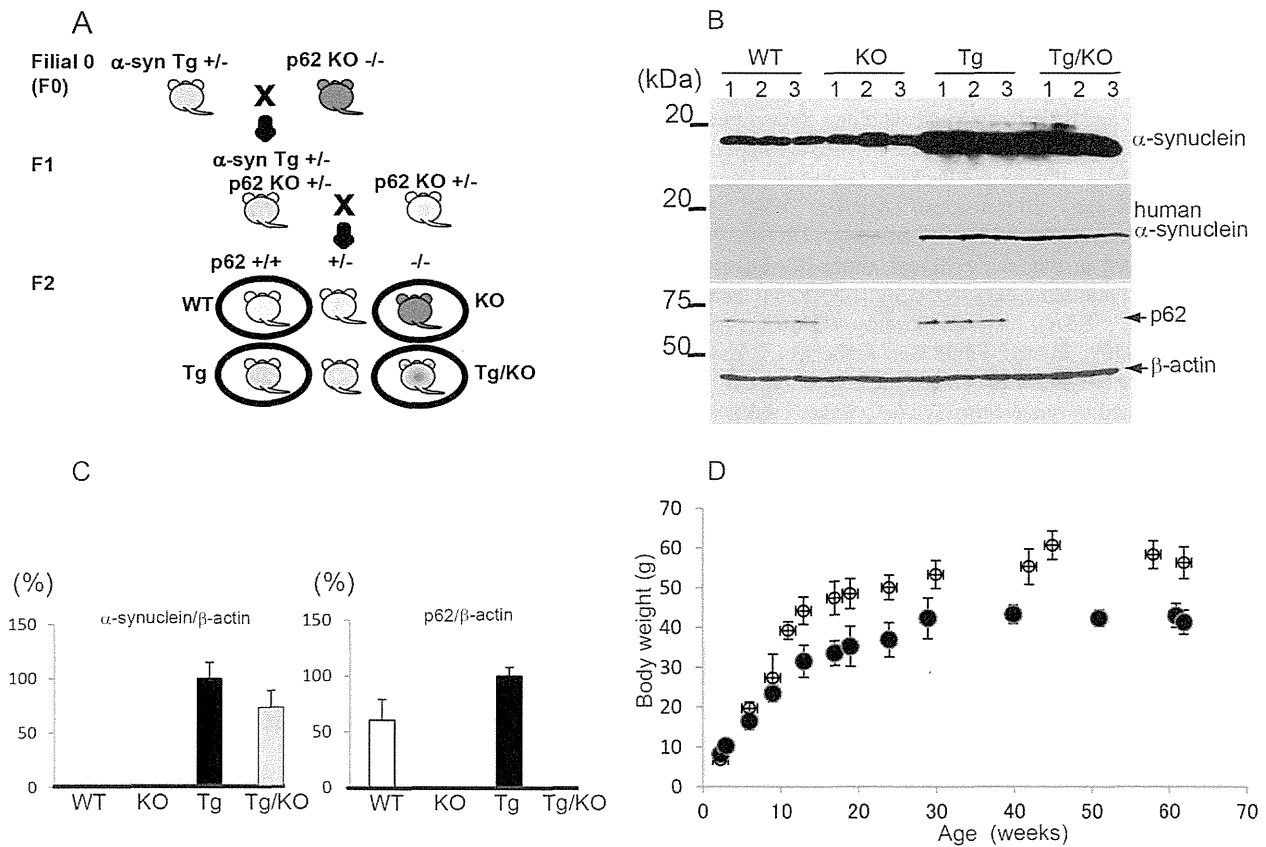 A
Filial 0
(F0)
α-syn Tg +/-
p62 KO -/-
X
F1
α-syn Tg +/-
p62 KO +/-
p62 KO +/-
X
F2
p62 +/+
+/-
-/-
WT
KO
Tg
Tg/KO
B
WT KO Tg Tg/KO
(kDa) 1 2 3 1 2 3 1 2 3 1 2 3
20
α-synuclein
20
human
α-synuclein
75
p62
50
β-actin
C
(%)
α-synuclein/β-actin
150
100
50
0
WT KO Tg Tg/KO
(%)
p62/β-actin
150
100
50
0
WT KO Tg Tg/KO
D
Body weight (g)
70
60
50
40
30
20
10
0
0 10 20 30 40 50 60 70
Age (weeks)